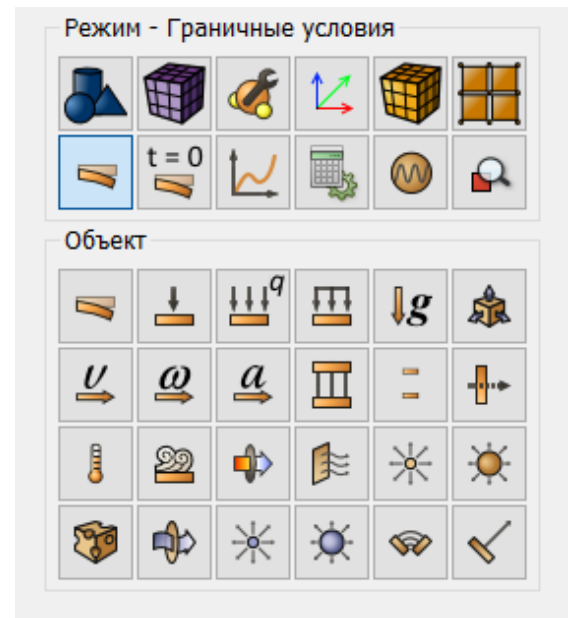 Режим - Граничные условия
t = 0
Объект
q
g
υ
ω
a